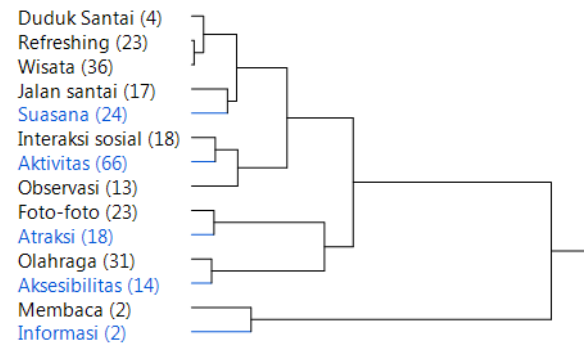 Duduk Santai (4)
Refreshing (23)
Wisata (36)
Jalan santai (17)
Suasana (24)
Interaksi sosial (18)
Aktivitas (66)
Observasi (13)
Foto-foto (23)
Atraksi (18)
Olahraga (31)
Aksesibilitas (14)
Membaca (2)
Informasi (2)